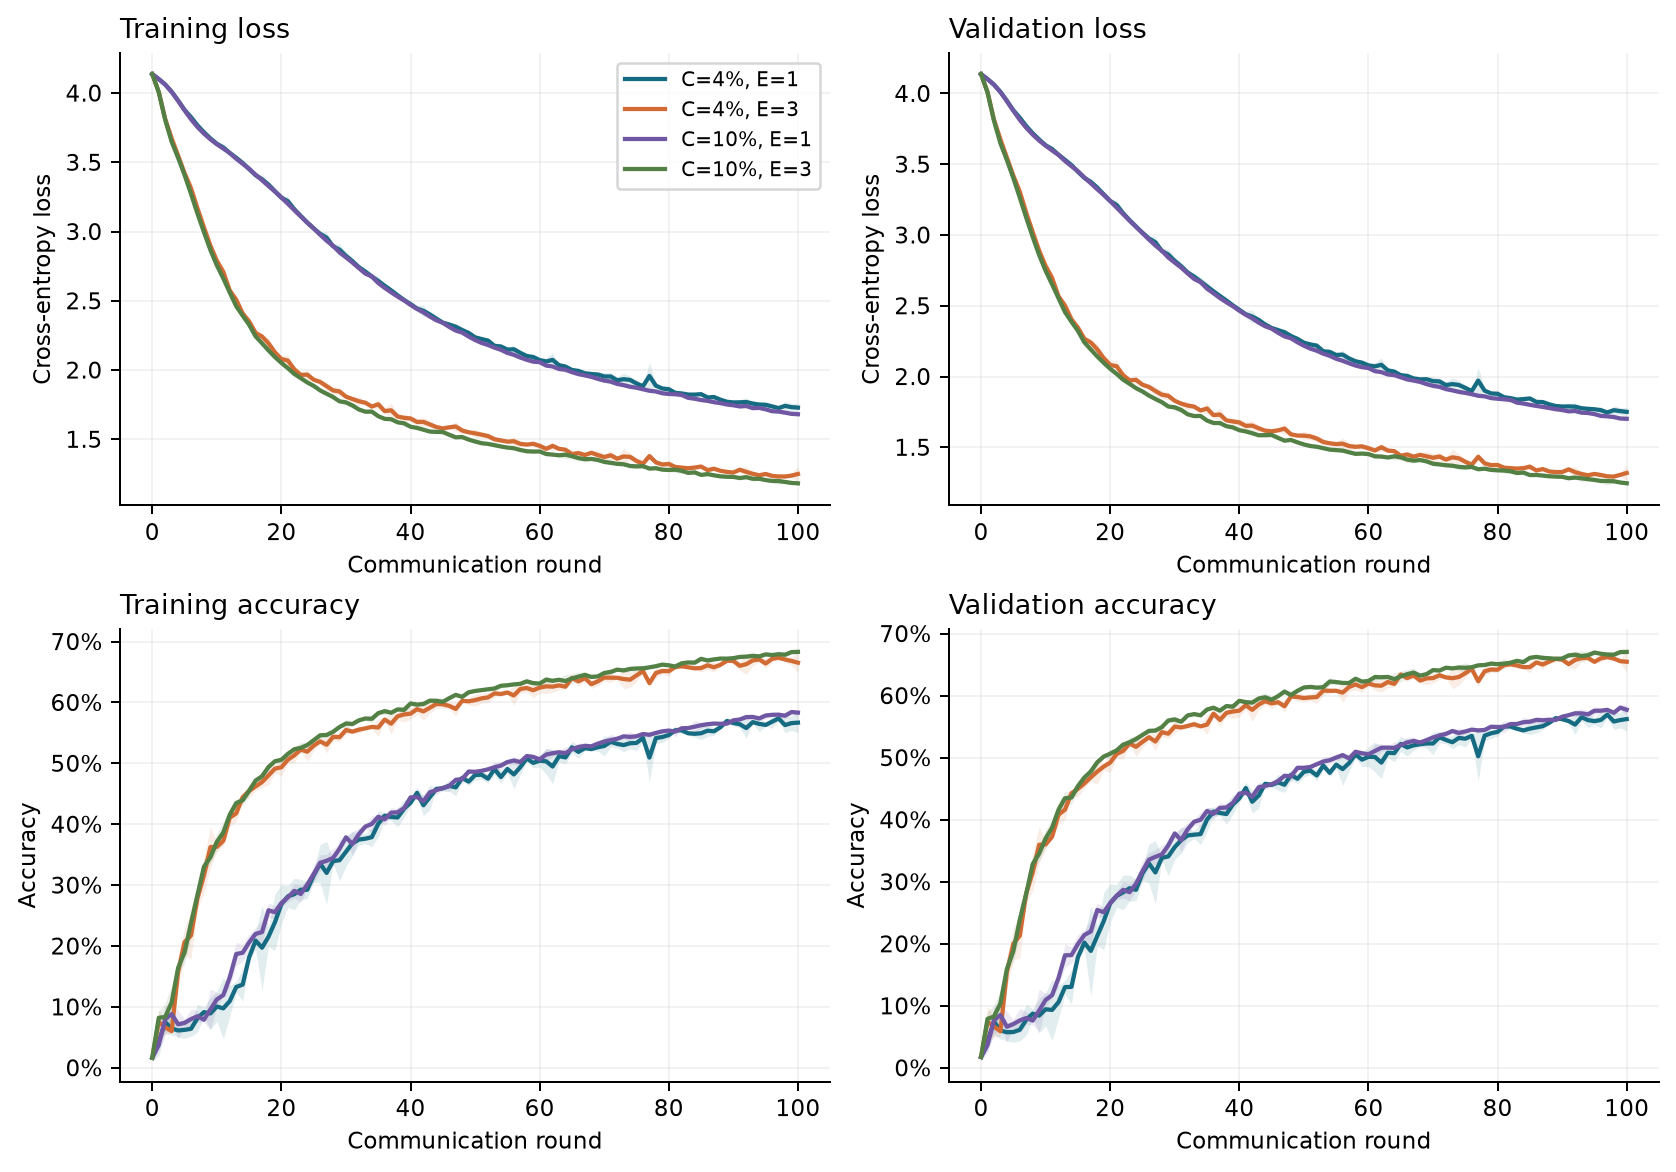 Training loss
Cross-entropy loss
4.0
3.5
3.0
2.5
2.0
1.5
0 20 40 60 80 100
Communication round
C=4%, E=1
C=4%, E=3
C=10%, E=1
C=10%, E=3
Validation loss
Cross-entropy loss
4.0
3.5
3.0
2.5
2.0
1.5
0 20 40 60 80 100
Communication round
Training accuracy
Accuracy
70%
60%
50%
40%
30%
20%
10%
0%
0 20 40 60 80 100
Communication round
Validation accuracy
Accuracy
70%
60%
50%
40%
30%
20%
10%
0%
0 20 40 60 80 100
Communication round